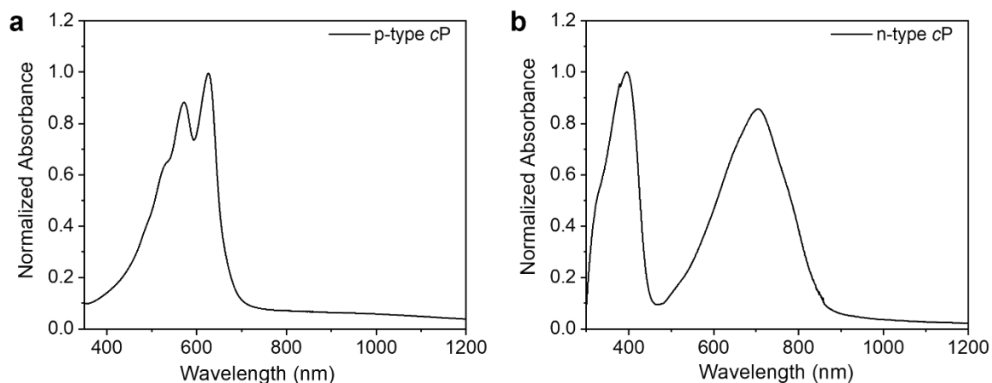 a
p-type cP
1.2
1.0
0.8
0.6
0.4
0.2
0.0
Normalized Absorbance
400 600 800 1000 1200
Wavelength (nm)
b
n-type cP
1.2
1.0
0.8
0.6
0.4
0.2
0.0
Normalized Absorbance
400 600 800 1000 1200
Wavelength (nm)